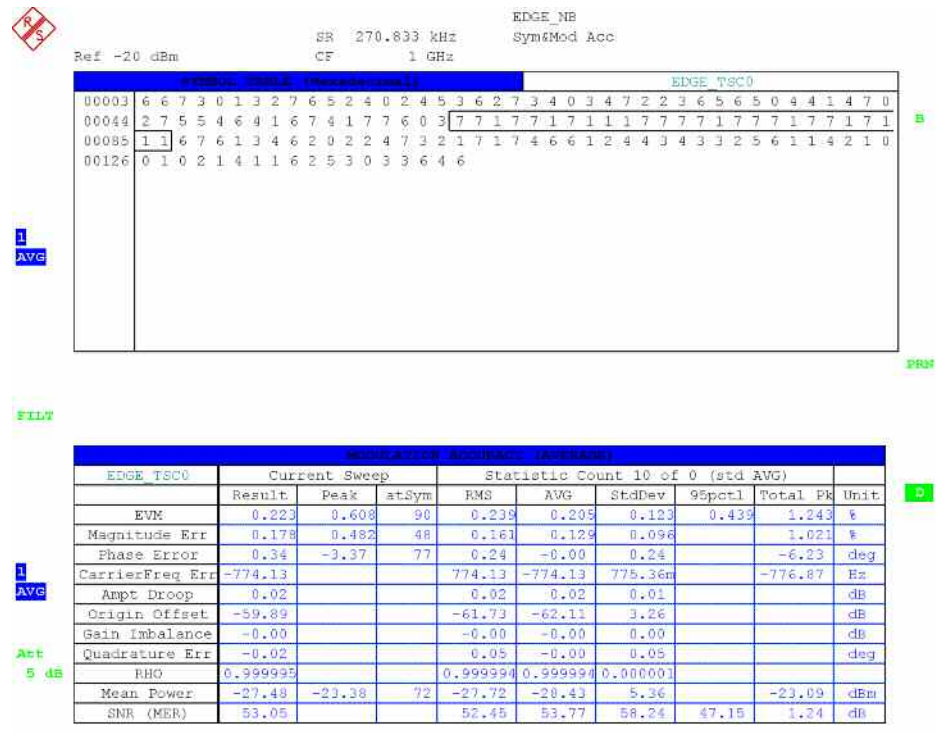 R S
EDGE_NB
SR 270.833 kHz Sym&Mod Acc
Ref -20 dBm CF 1 GHz
SYMBOL TABLE (Hexadecimal) EDGE_TSC0
00003 6 6 7 3 0 1 3 2 7 6 5 2 4 0 2 4 5 3 6 2 7 3 4 0 3 4 7 2 2 3 6 5 6 5 0 4 4 1 4 7 0
00044 2 7 5 5 4 6 4 1 6 7 4 1 7 7 6 0 3 7 7 1 7 7 1 7 1 1 1 7 7 7 7 1 7 7 7 1 7 7 1 7 1
B
00085 1 1 6 7 6 1 3 4 6 2 0 2 2 4 7 3 2 1 7 1 7 4 6 6 1 2 4 4 3 4 3 3 2 5 6 1 1 4 2 1 0
00126 0 1 0 2 1 4 1 1 6 2 5 3 0 3 3 6 4 6
1
AVG
PRN
FILT
MODULATION ACCURACY (AVERAGE)
EDGE_TSC0 Current Sweep Statistic Count 10 of 0 (std AVG)
Result Peak atSym RMS AVG StdDev 95pctl Total Pk Unit
D
EVM 0.223 0.608 90 0.239 0.205 0.123 0.439 1.243 %
Magnitude Err 0.178 0.482 48 0.161 0.129 0.096 1.021 %
Phase Error 0.34 -3.37 77 0.24 -0.00 0.24 -6.23 deg
CarrierFreq Err -774.13 774.13 -774.13 775.36m -776.87 Hz
1
AVG
Ampt Droop 0.02 0.02 0.02 0.01 dB
Origin Offset -59.89 -61.73 -62.11 3.26 dB
Gain Imbalance -0.00 -0.00 -0.00 0.00 dB
Att
5 dB
Quadrature Err -0.02 0.05 -0.00 0.05 deg
RHO 0.999995 0.999994 0.999994 0.000001
Mean Power -27.48 -23.38 72 -27.72 -28.43 5.36 -23.09 dBm
SNR (MER) 53.05 52.45 53.77 58.24 47.15 1.24 dB